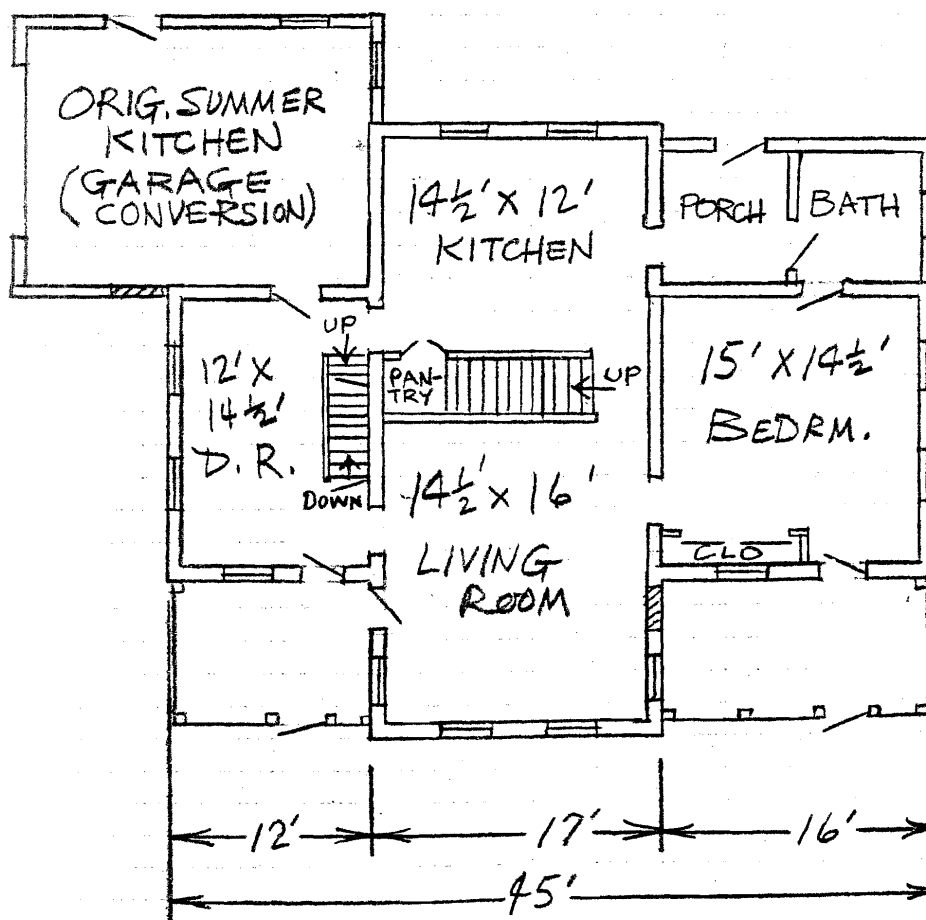 ORIG. SUMMER
KITCHEN
(GARAGE
CONVERSION)
14½' X 12'
KITCHEN
PORCH
BATH
UP
12' X
14½'
D. R.
PAN-
TRY
UP
15' X 14½'
BEDRM.
DOWN
14½' x 16'
LIVING
ROOM
CLO
12'
17'
16'
45'